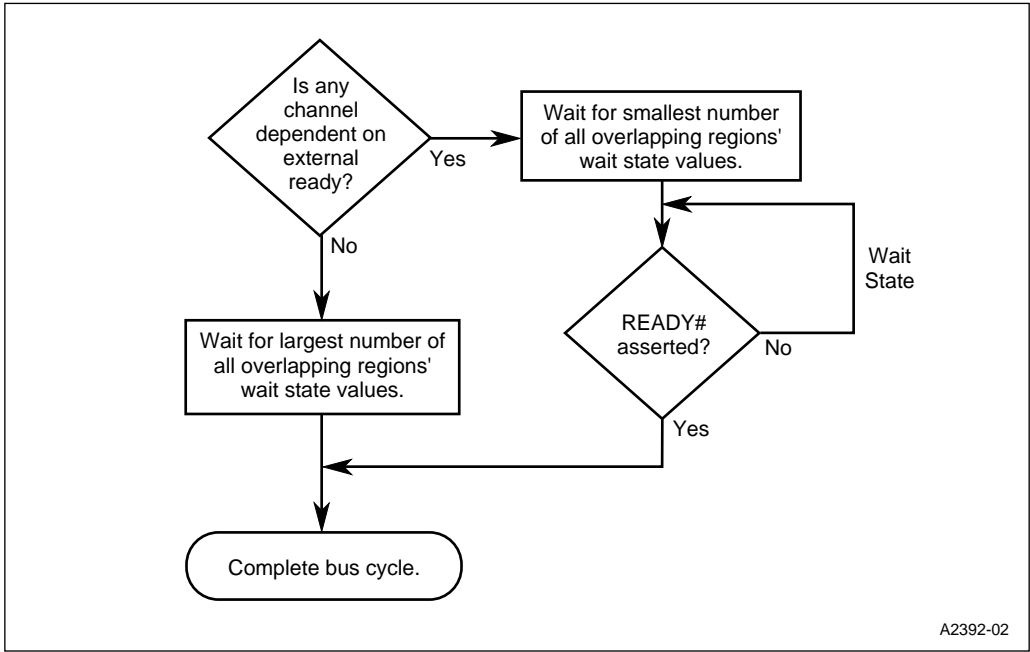 Is any
channel
dependent on
external
ready?
Yes
Wait for smallest number
of all overlapping regions'
wait state values.
No
Wait
State
READY#
asserted?
No
Wait for largest number of
all overlapping regions'
wait state values.
Yes
Complete bus cycle.
A2392-02